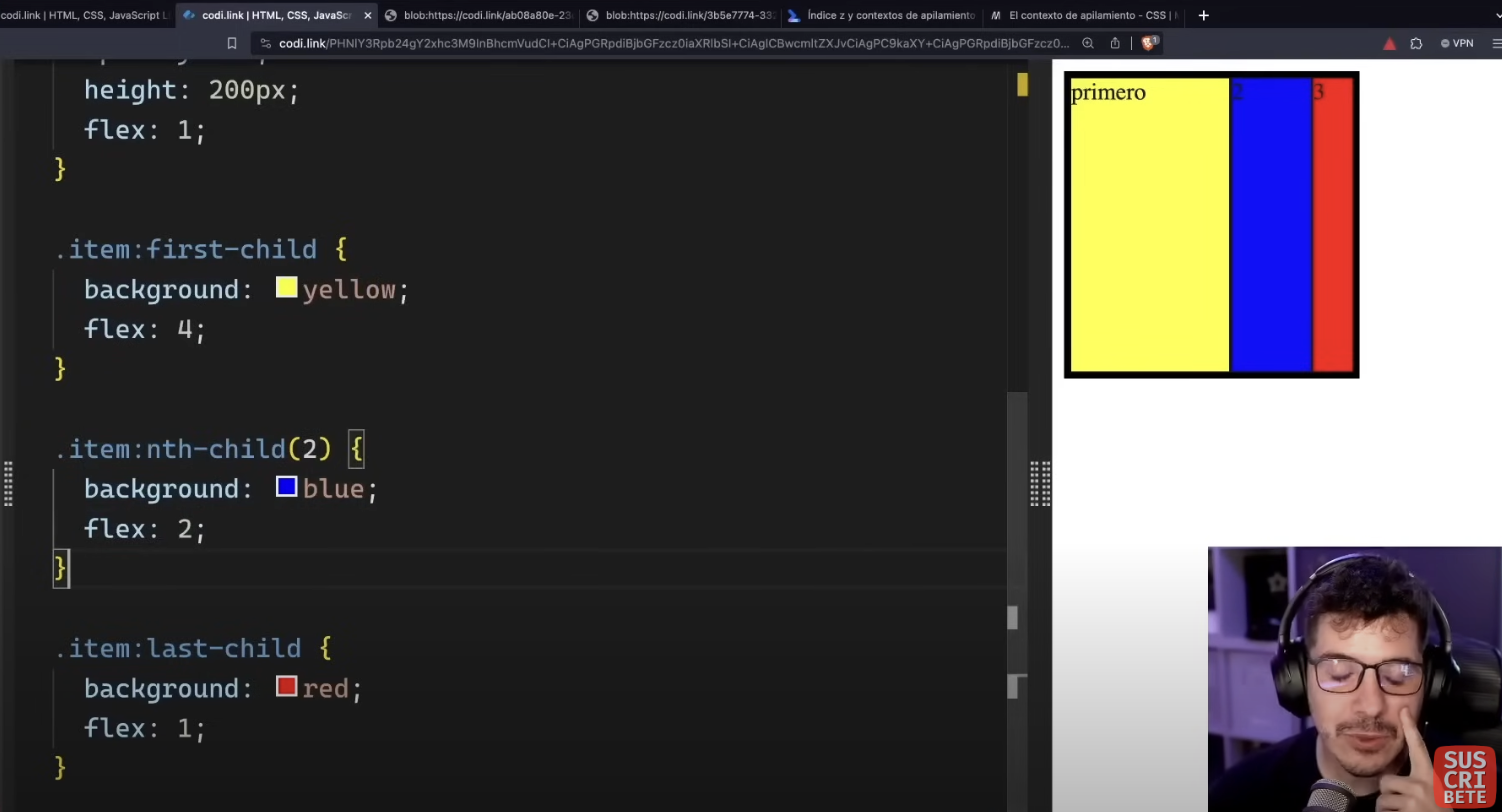 codi.link | HTML, CSS, JavaScript L
codi.link | HTML, CSS, JavaScr
blob:https://codi.link/ab08a80e-23
blob:https://codi.link/3b5e7774-33
Índice z y contextos de apilamiento
El contexto de apilamiento - CSS |
codi.link/PHNlY3Rpb24gY2xhc3M9InBhcmVudCI+CiAgPGRpdiBjbGFzcz0iaXRlbSI+CiAgICBwcmltZXJvCiAgPC9kaXY+CiAgPGRpdiBjbGFzcz0...
1
VPN
height: 200px;
flex: 1;
}
.item:first-child {
background: yellow;
flex: 4;
}
.item:nth-child(2) {
background: blue;
flex: 2;
}
.item:last-child {
background: red;
flex: 1;
}
primero
2
3
SUS
CRI
BETE